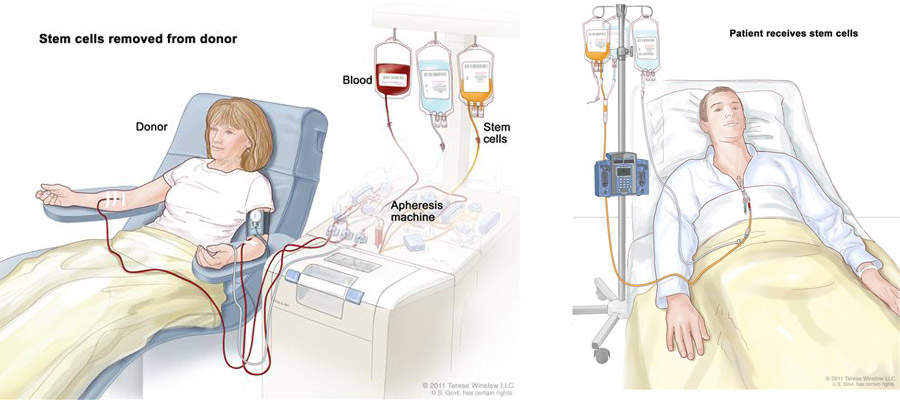 Stem cells removed from donor
Blood
Donor
Stem
cells
Apheresis
machine
© 2011 Terese Winslow LLC
U.S. Govt. has certain rights
Patient receives stem cells
© 2011 Terese Winslow LLC
U.S. Govt. has certain rights